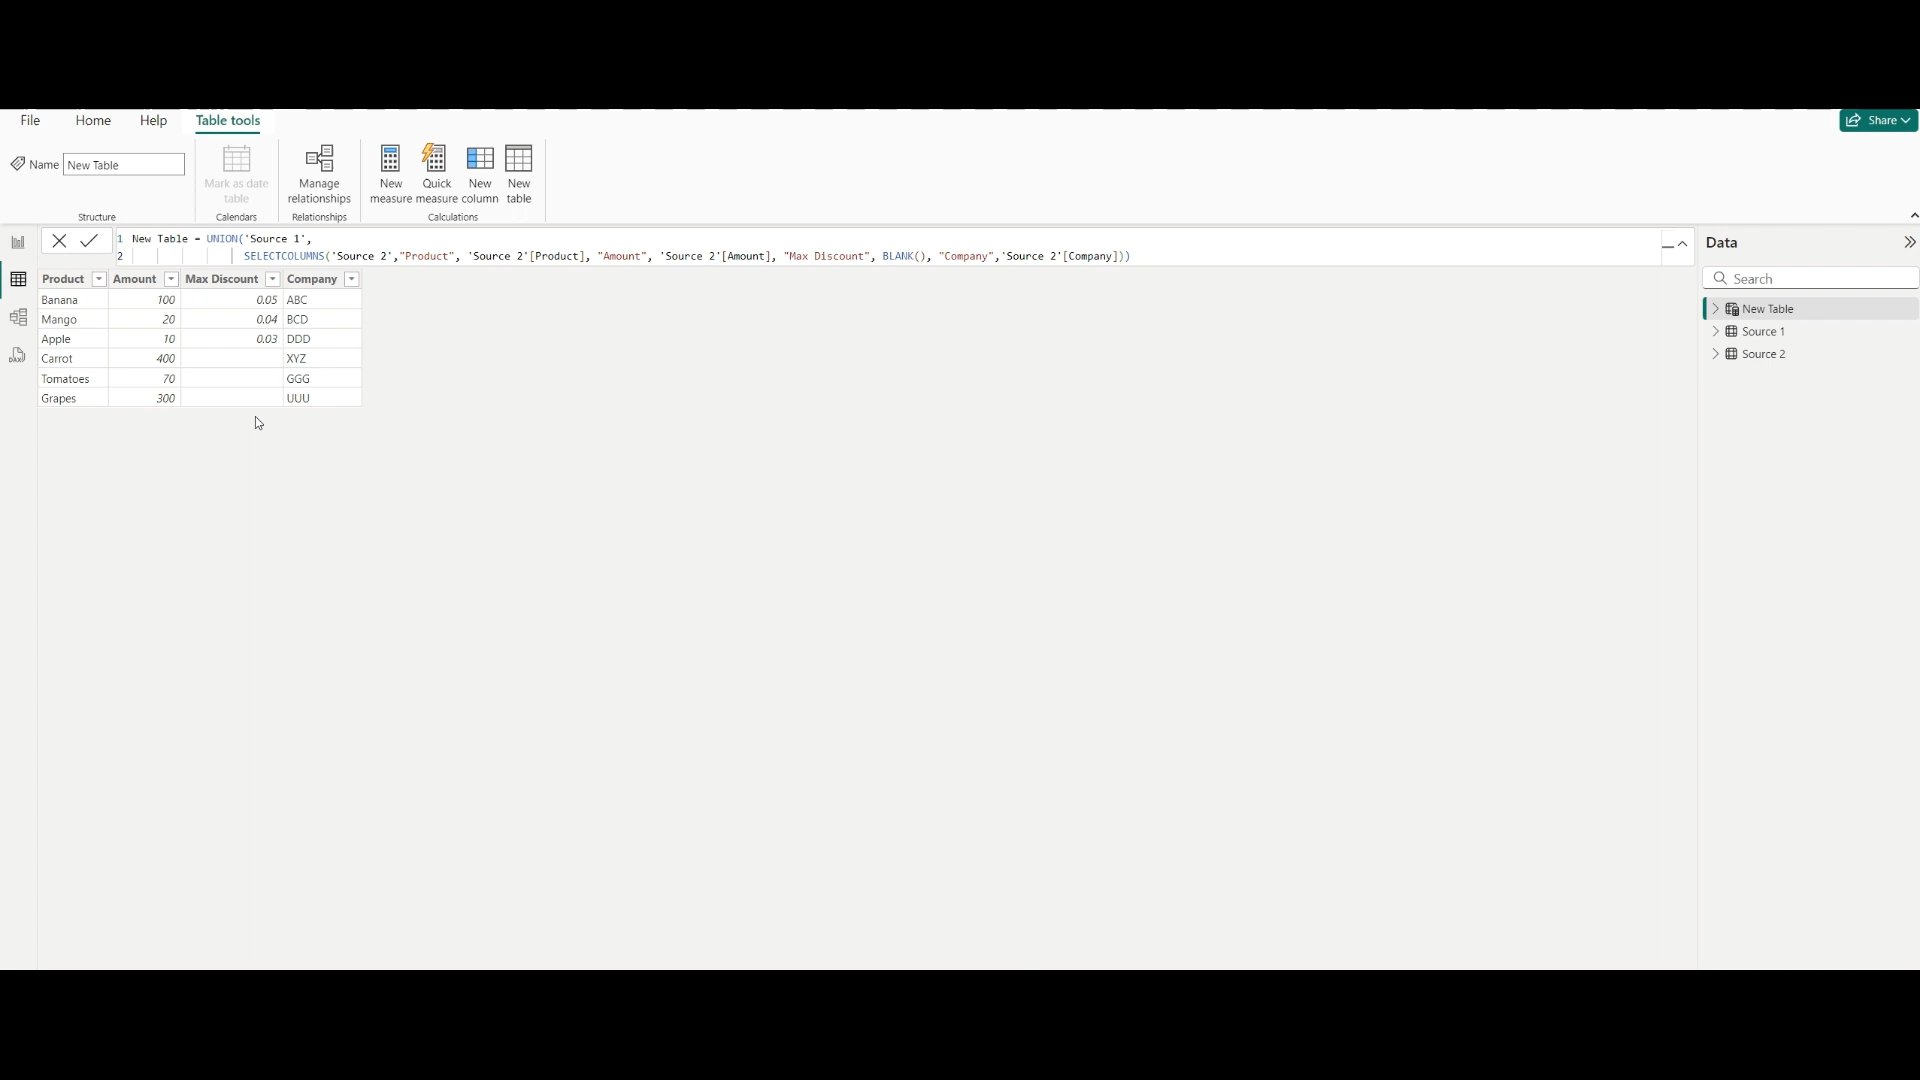 File Home Help Table tools
Share
Name New Table
Mark as date table
Manage relationships
New measure
Quick measure
New column
New table
Structure Calendars Relationships Calculations
1 New Table = UNION('Source 1',
2 SELECTCOLUMNS('Source 2',"Product", 'Source 2'[Product], "Amount", 'Source 2'[Amount], "Max Discount", BLANK(), "Company",'Source 2'[Company]))
Product Amount Max Discount Company
Banana 100 0.05 ABC
Mango 20 0.04 BCD
Apple 10 0.03 DDD
Carrot 400 XYZ
Tomatoes 70 GGG
Grapes 300 UUU
DAX
Data
Search
New Table
Source 1
Source 2